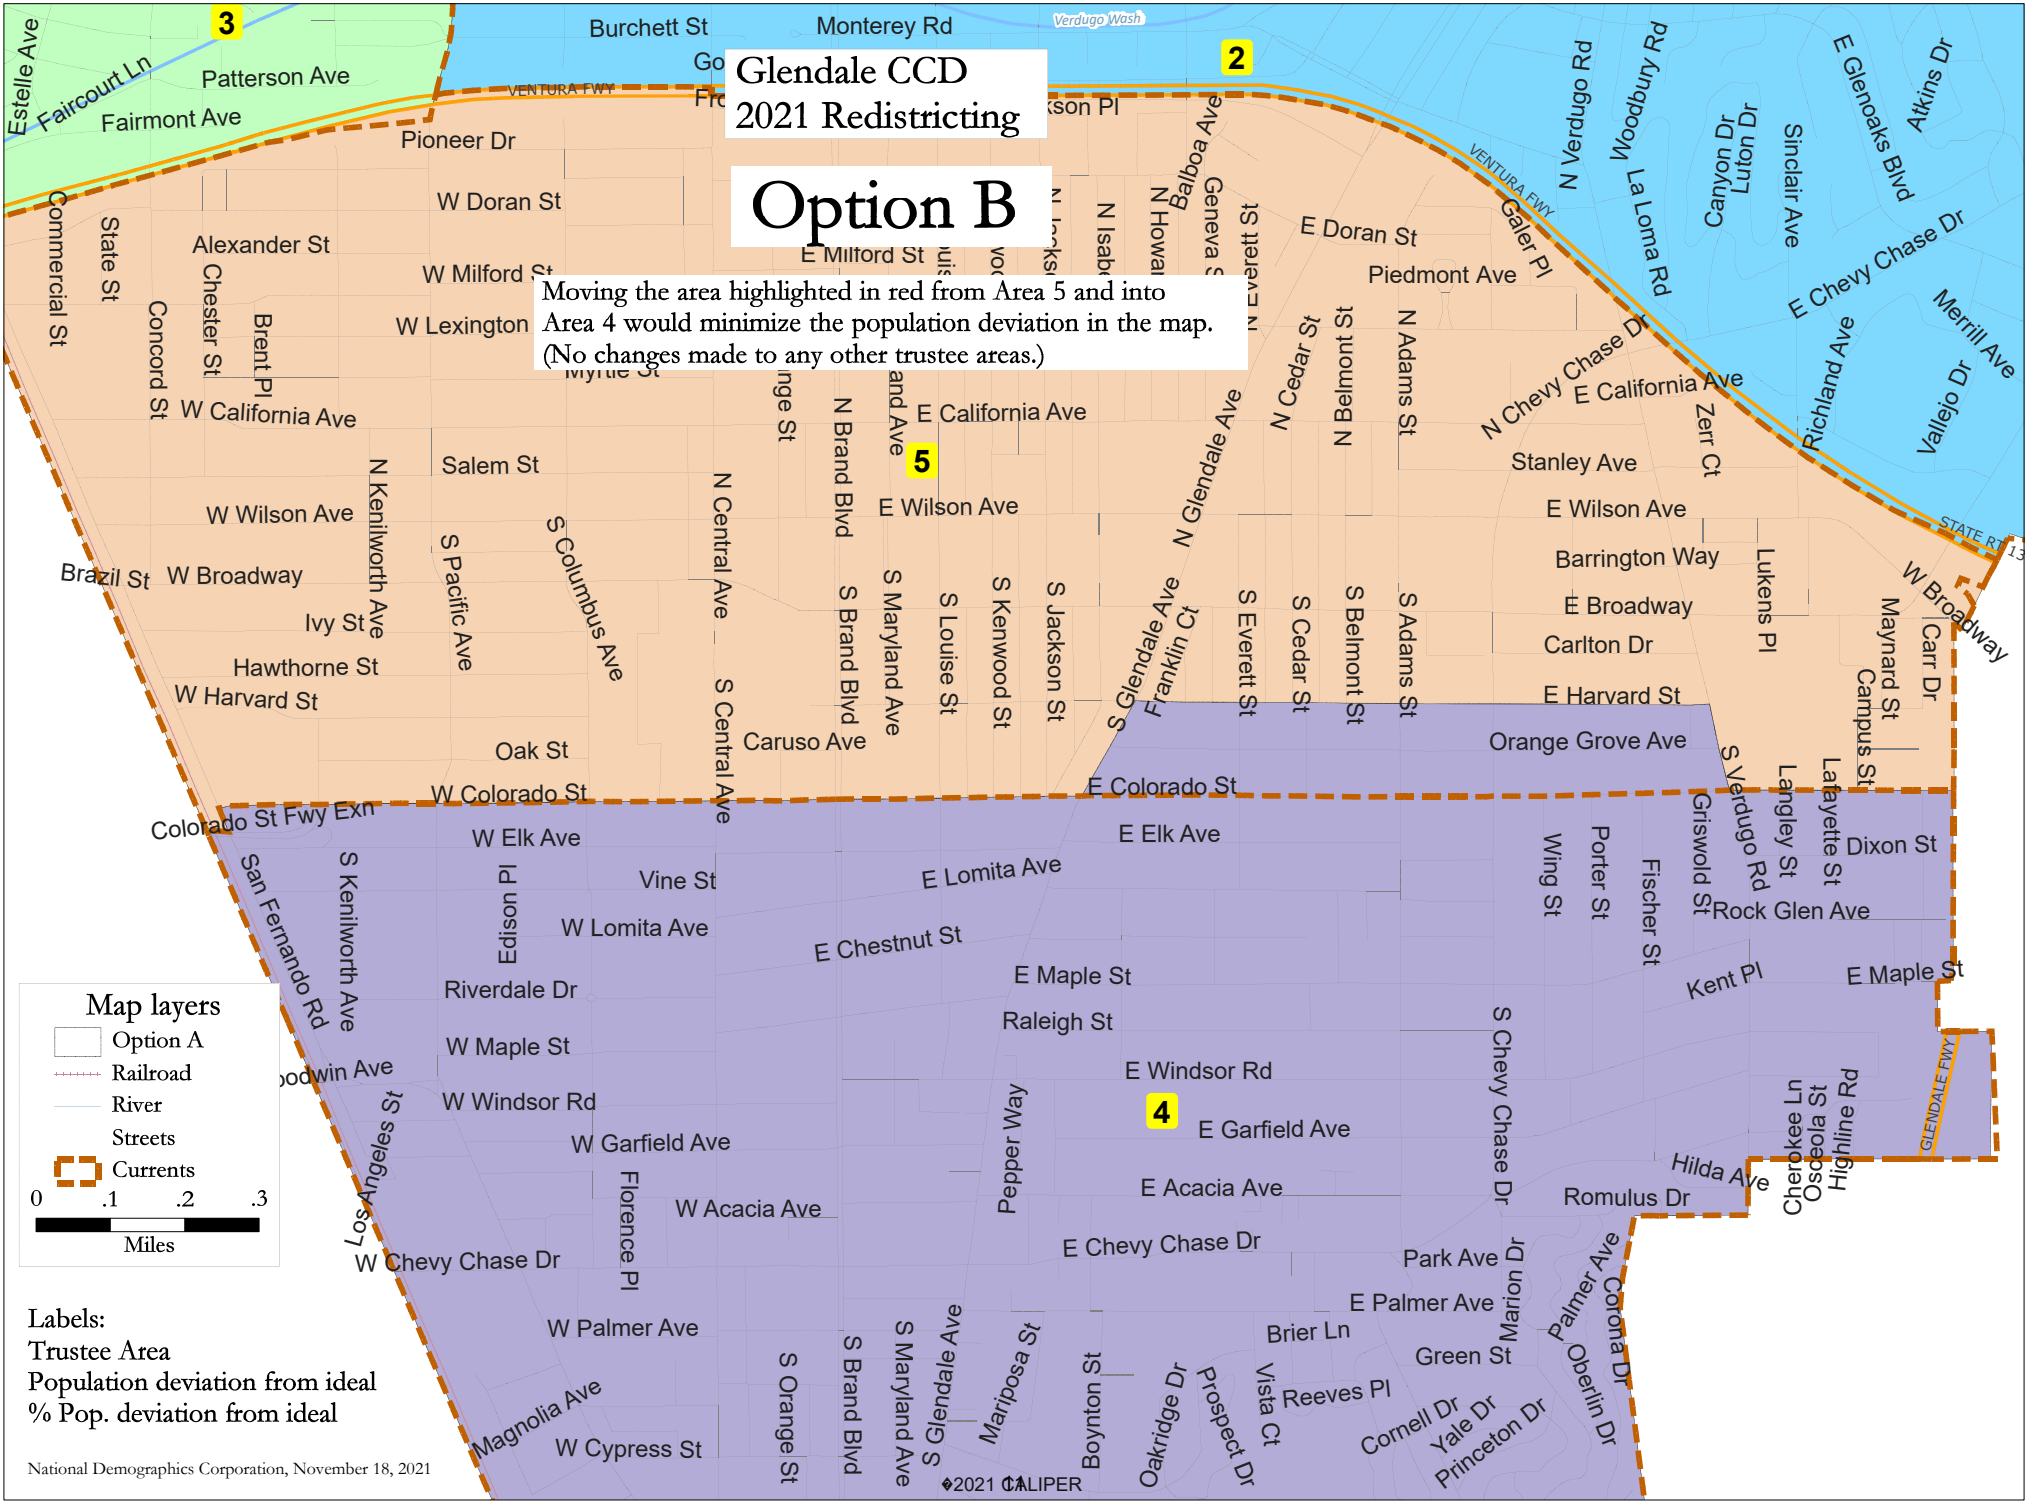 3
2
Burchett St
Monterey Rd
Verdugo Wash
Estelle Ave
Faircourt Ln
Patterson Ave
Fairmont Ave
VENTURA FWY
Glendale CCD
2021 Redistricting
Option B
Moving the area highlighted in red from Area 5 and into
Area 4 would minimize the population deviation in the map.
(No changes made to any other trustee areas.)
N Verdugo Rd
Woodbury Rd
Canyon Dr
Luton Dr
Sinclair Ave
E Glenoaks Blvd
Atkins Dr
La Loma Rd
E Chevy Chase Dr
Merrill Ave
Richland Ave
Vallejo Dr
VENTURA FWY
STATE RT 13
Pioneer Dr
W Doran St
Commercial St
State St
Alexander St
Chester St
Concord St
Brent Pl
W Milford St
W Lexington
Myrtle St
E Milford St
Balboa Ave
Geneva S
N Everett St
E Doran St
Galer Pl
Piedmont Ave
N Cedar St
N Belmont St
N Adams St
N Chevy Chase Dr
E California Ave
Zerr Ct
W California Ave
N Brand Blvd
E California Ave
5
Salem St
N Kenilworth Ave
W Wilson Ave
N Central Ave
E Wilson Ave
N Glendale Ave
Stanley Ave
E Wilson Ave
Barrington Way
Lukens Pl
W Broadway
Brazil St
W Broadway
S Pacific Ave
S Columbus Ave
S Brand Blvd
S Maryland Ave
S Louise St
S Kenwood St
S Jackson St
S Glendale Ave
Franklin Ct
S Everett St
S Cedar St
S Belmont St
S Adams St
E Broadway
Carlton Dr
Maynard St
Carr Dr
Campus St
Ivy St
Hawthorne St
W Harvard St
S Central Ave
E Harvard St
Oak St
Caruso Ave
Orange Grove Ave
W Colorado St
E Colorado St
Colorado St Fwy Exn
S Verdugo Rd
Langley St
Lafayette St
W Elk Ave
E Elk Ave
Griswold St
Dixon St
San Fernando Rd
S Kenilworth Ave
Edison Pl
Vine St
E Lomita Ave
Wing St
Porter St
Fischer St
Rock Glen Ave
W Lomita Ave
E Chestnut St
Riverdale Dr
E Maple St
Kent Pl
E Maple St
Raleigh St
S Chevy Chase Dr
W Maple St
E Windsor Rd
W Windsor Rd
4
Pepper Way
E Garfield Ave
GLENDALE FWY
Los Angeles St
W Garfield Ave
Cherokee Ln
Osceola St
Highline Rd
Florence Pl
W Acacia Ave
E Acacia Ave
Hilda Ave
Romulus Dr
W Chevy Chase Dr
E Chevy Chase Dr
Park Ave
Marion Dr
Palmer Ave
Corona Dr
W Palmer Ave
E Palmer Ave
S Orange St
S Brand Blvd
S Maryland Ave
S Glendale Ave
Mariposa St
Boynton St
Oakridge Dr
Prospect Dr
Vista Ct
Brier Ln
Green St
Reeves Pl
Oberlin Dr
Cornell Dr
Yale Dr
Princeton Dr
Magnolia Ave
W Cypress St
Map layers
Option A
Railroad
River
Streets
Currents
0 .1 .2 .3
Miles
Labels:
Trustee Area
Population deviation from ideal
% Pop. deviation from ideal
National Demographics Corporation, November 18, 2021
�2021 CALIPER